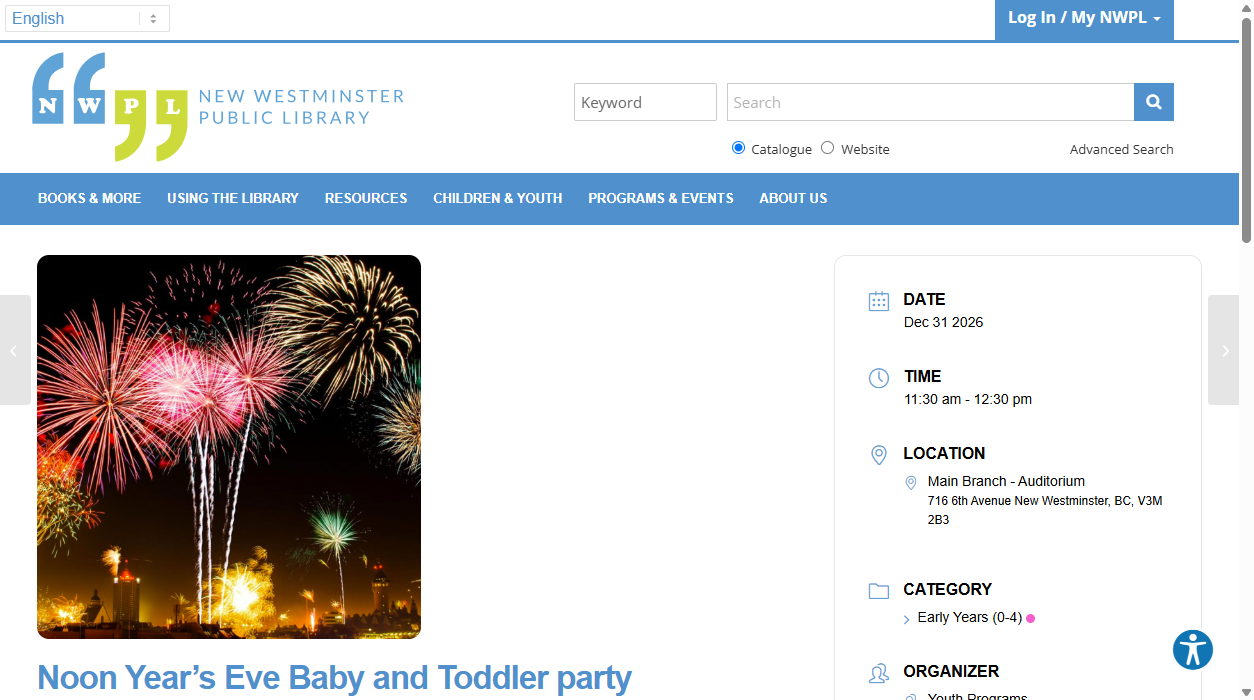 English
Log In / My NWPL
N W P L
NEW WESTMINSTER
PUBLIC LIBRARY
Keyword
Search
Catalogue
Website
Advanced Search
BOOKS & MORE
USING THE LIBRARY
RESOURCES
CHILDREN & YOUTH
PROGRAMS & EVENTS
ABOUT US
DATE
Dec 31 2026
TIME
11:30 am - 12:30 pm
LOCATION
Main Branch - Auditorium
716 6th Avenue New Westminster, BC, V3M
2B3
CATEGORY
Early Years (0-4)
ORGANIZER
Youth Programs
Noon Year’s Eve Baby and Toddler party